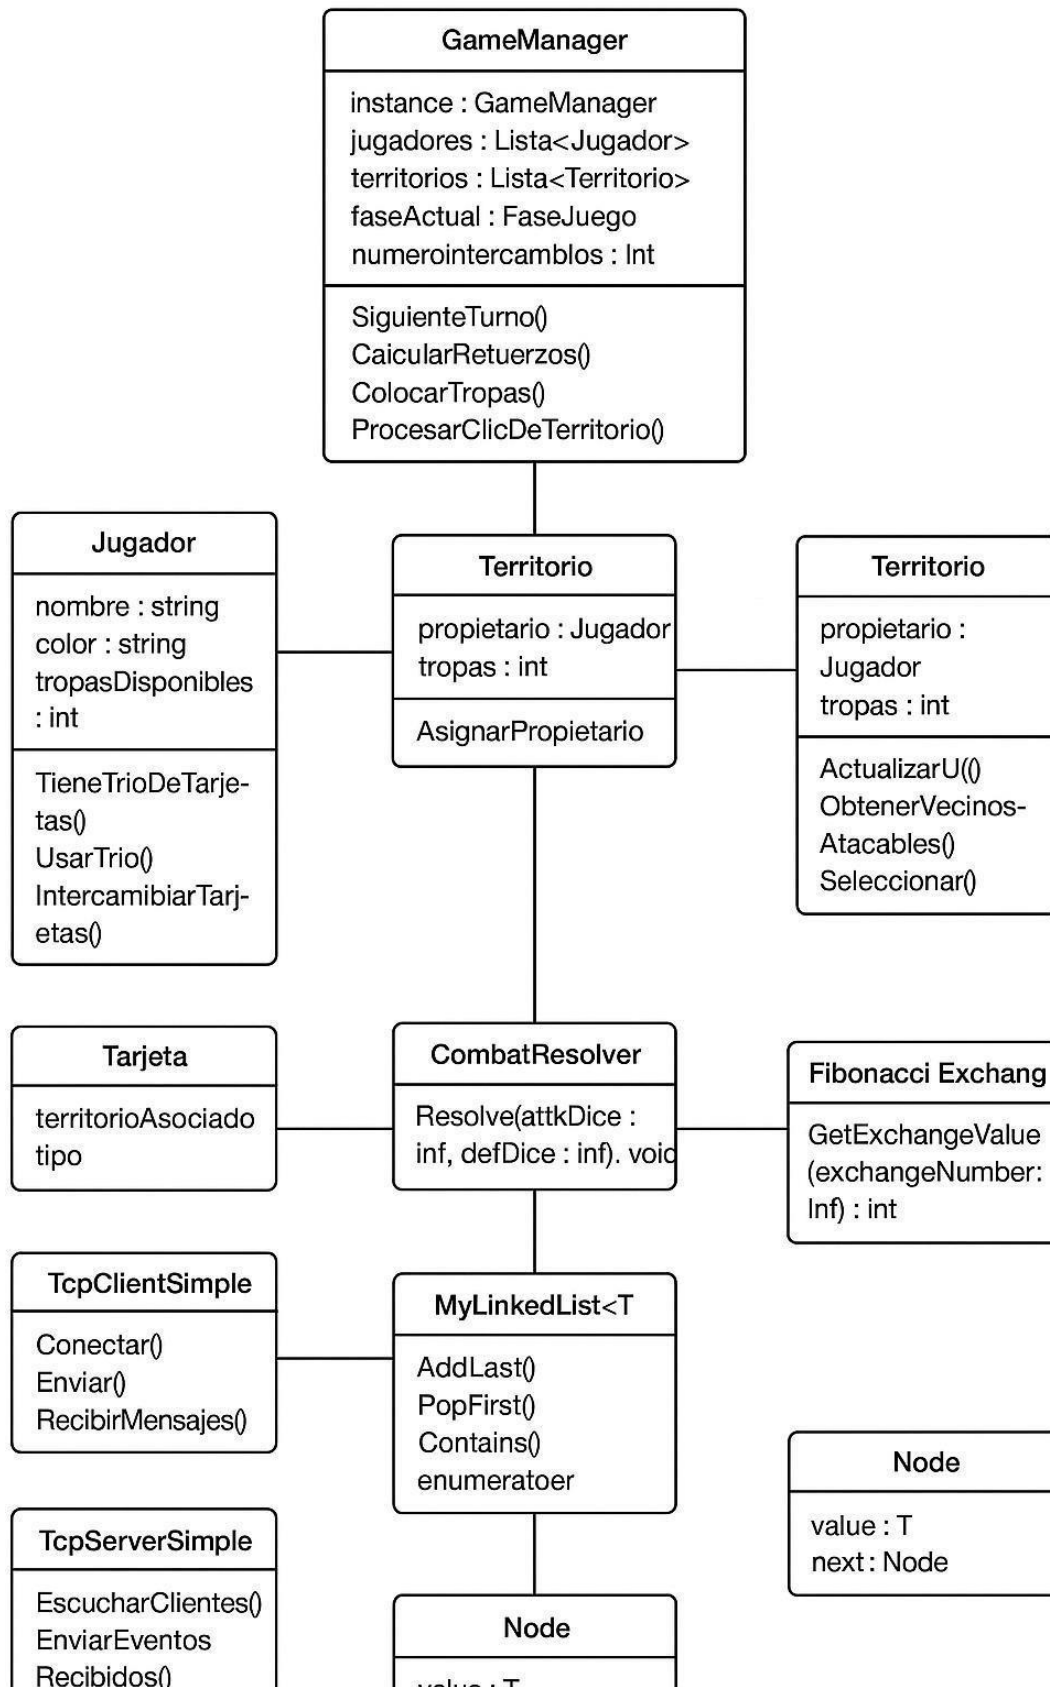 GameManager
instance : GameManager
jugadores : Lista<Jugador>
territorios : Lista<Territorio>
faseActual : FaseJuego
numerointercamblos : Int
SiguienteTurno()
CaicularRetuerzos()
ColocarTropas()
ProcesarClicDeTerritorio()
Jugador
nombre : string
color : string
tropasDisponibles
: int
TieneTrioDeTarje-
tas()
UsarTrio()
IntercamibiarTarj-
etas()
Territorio
propietario : Jugador
tropas : int
AsignarPropietario
Territorio
propietario :
Jugador
tropas : int
ActualizarU(()
ObtenerVecinos-
Atacables()
Seleccionar()
Tarjeta
territorioAsociado
tipo
CombatResolver
Resolve(attkDice :
inf, defDice : inf). void
Fibonacci Exchang
GetExchangeValue
(exchangeNumber:
Inf) : int
TcpClientSimple
Conectar()
Enviar()
RecibirMensajes()
MyLinkedList<T
AddLast()
PopFirst()
Contains()
enumeratoer
Node
value : T
next : Node
TcpServerSimple
EscucharClientes()
EnviarEventos
Recibidos()
Node
value : T